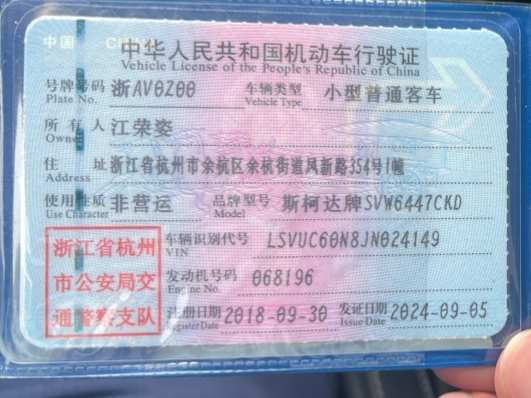 中国 CHINA
中华人民共和国机动车行驶证
Vehicle License of the People's Republic of China
号牌号码 浙AV0Z00 车辆类型 小型普通客车
Plate No. Vehicle Type
所有人 江荣姿
Owner
住址 浙江省杭州市余杭区余杭街道凤新路354号1幢
Address
使用性质 非营运 品牌型号 斯柯达牌SVW6447CKD
Use Character Model
浙江省杭州
市公安局交
通警察支队
车辆识别代号 LSVUC60N8JN024149
VIN
发动机号码 068196
Engine No.
注册日期 2018-09-30 发证日期 2024-09-05
Register Date Issue Date